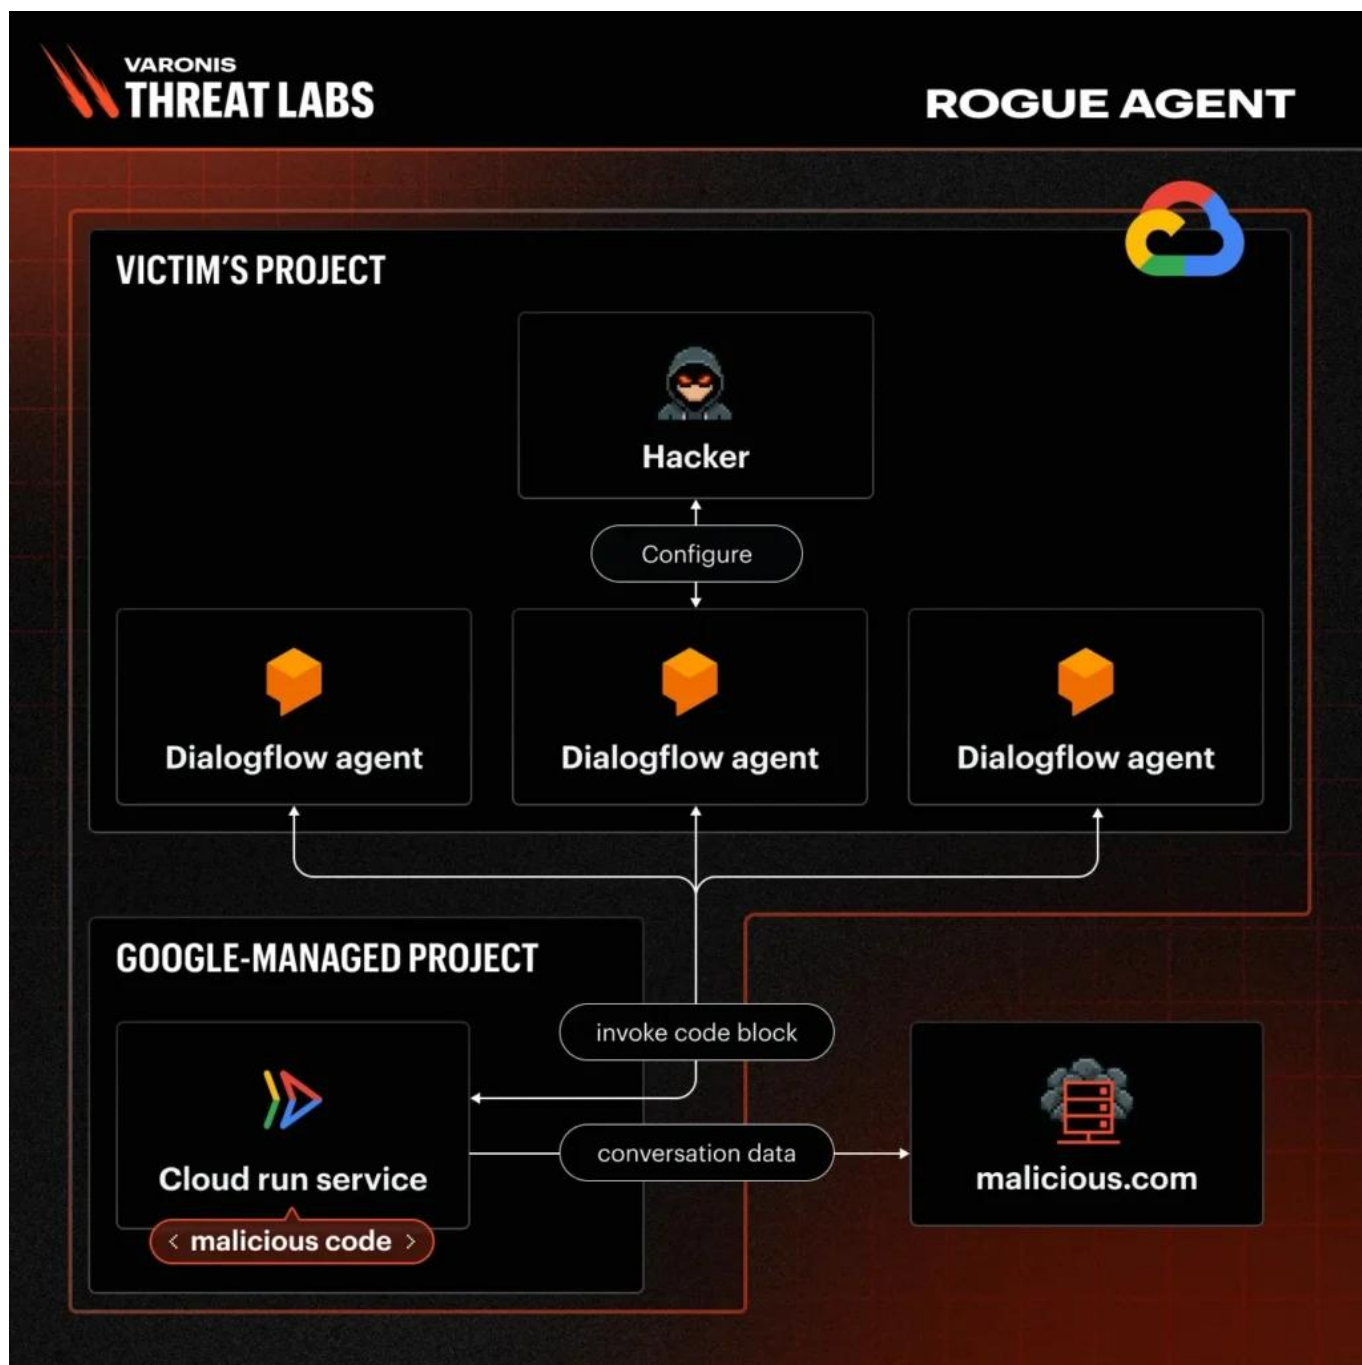 VARONIS
THREAT LABS
ROGUE AGENT
VICTIM'S PROJECT
Hacker
Configure
Dialogflow agent
Dialogflow agent
Dialogflow agent
GOOGLE-MANAGED PROJECT
invoke code block
conversation data
Cloud run service
malicious.com
< malicious code >